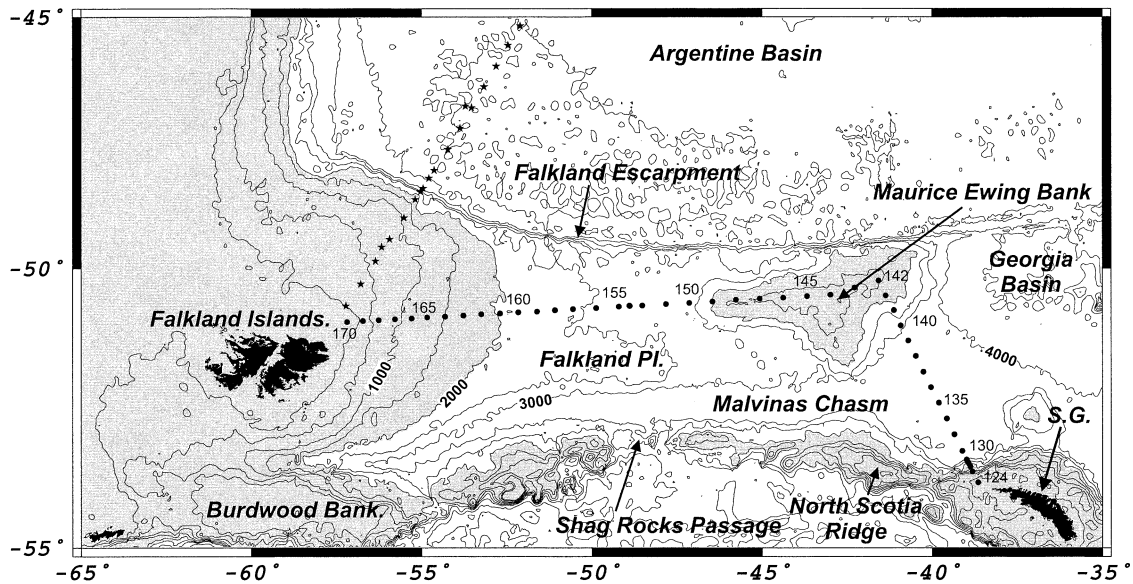 -45°
Argentine Basin
Falkland Escarpment
Maurice Ewing Bank
-50°
Georgia
Basin
145
142
150
155
160
165
170
140
Falkland Islands.
Falkland Pl.
4000
1000
2000
3000
Malvinas Chasm
135
S.G.
130
124
Burdwood Bank.
Shag Rocks Passage
North Scotia
Ridge
-55°
-65° -60° -55° -50° -45° -40° -35°